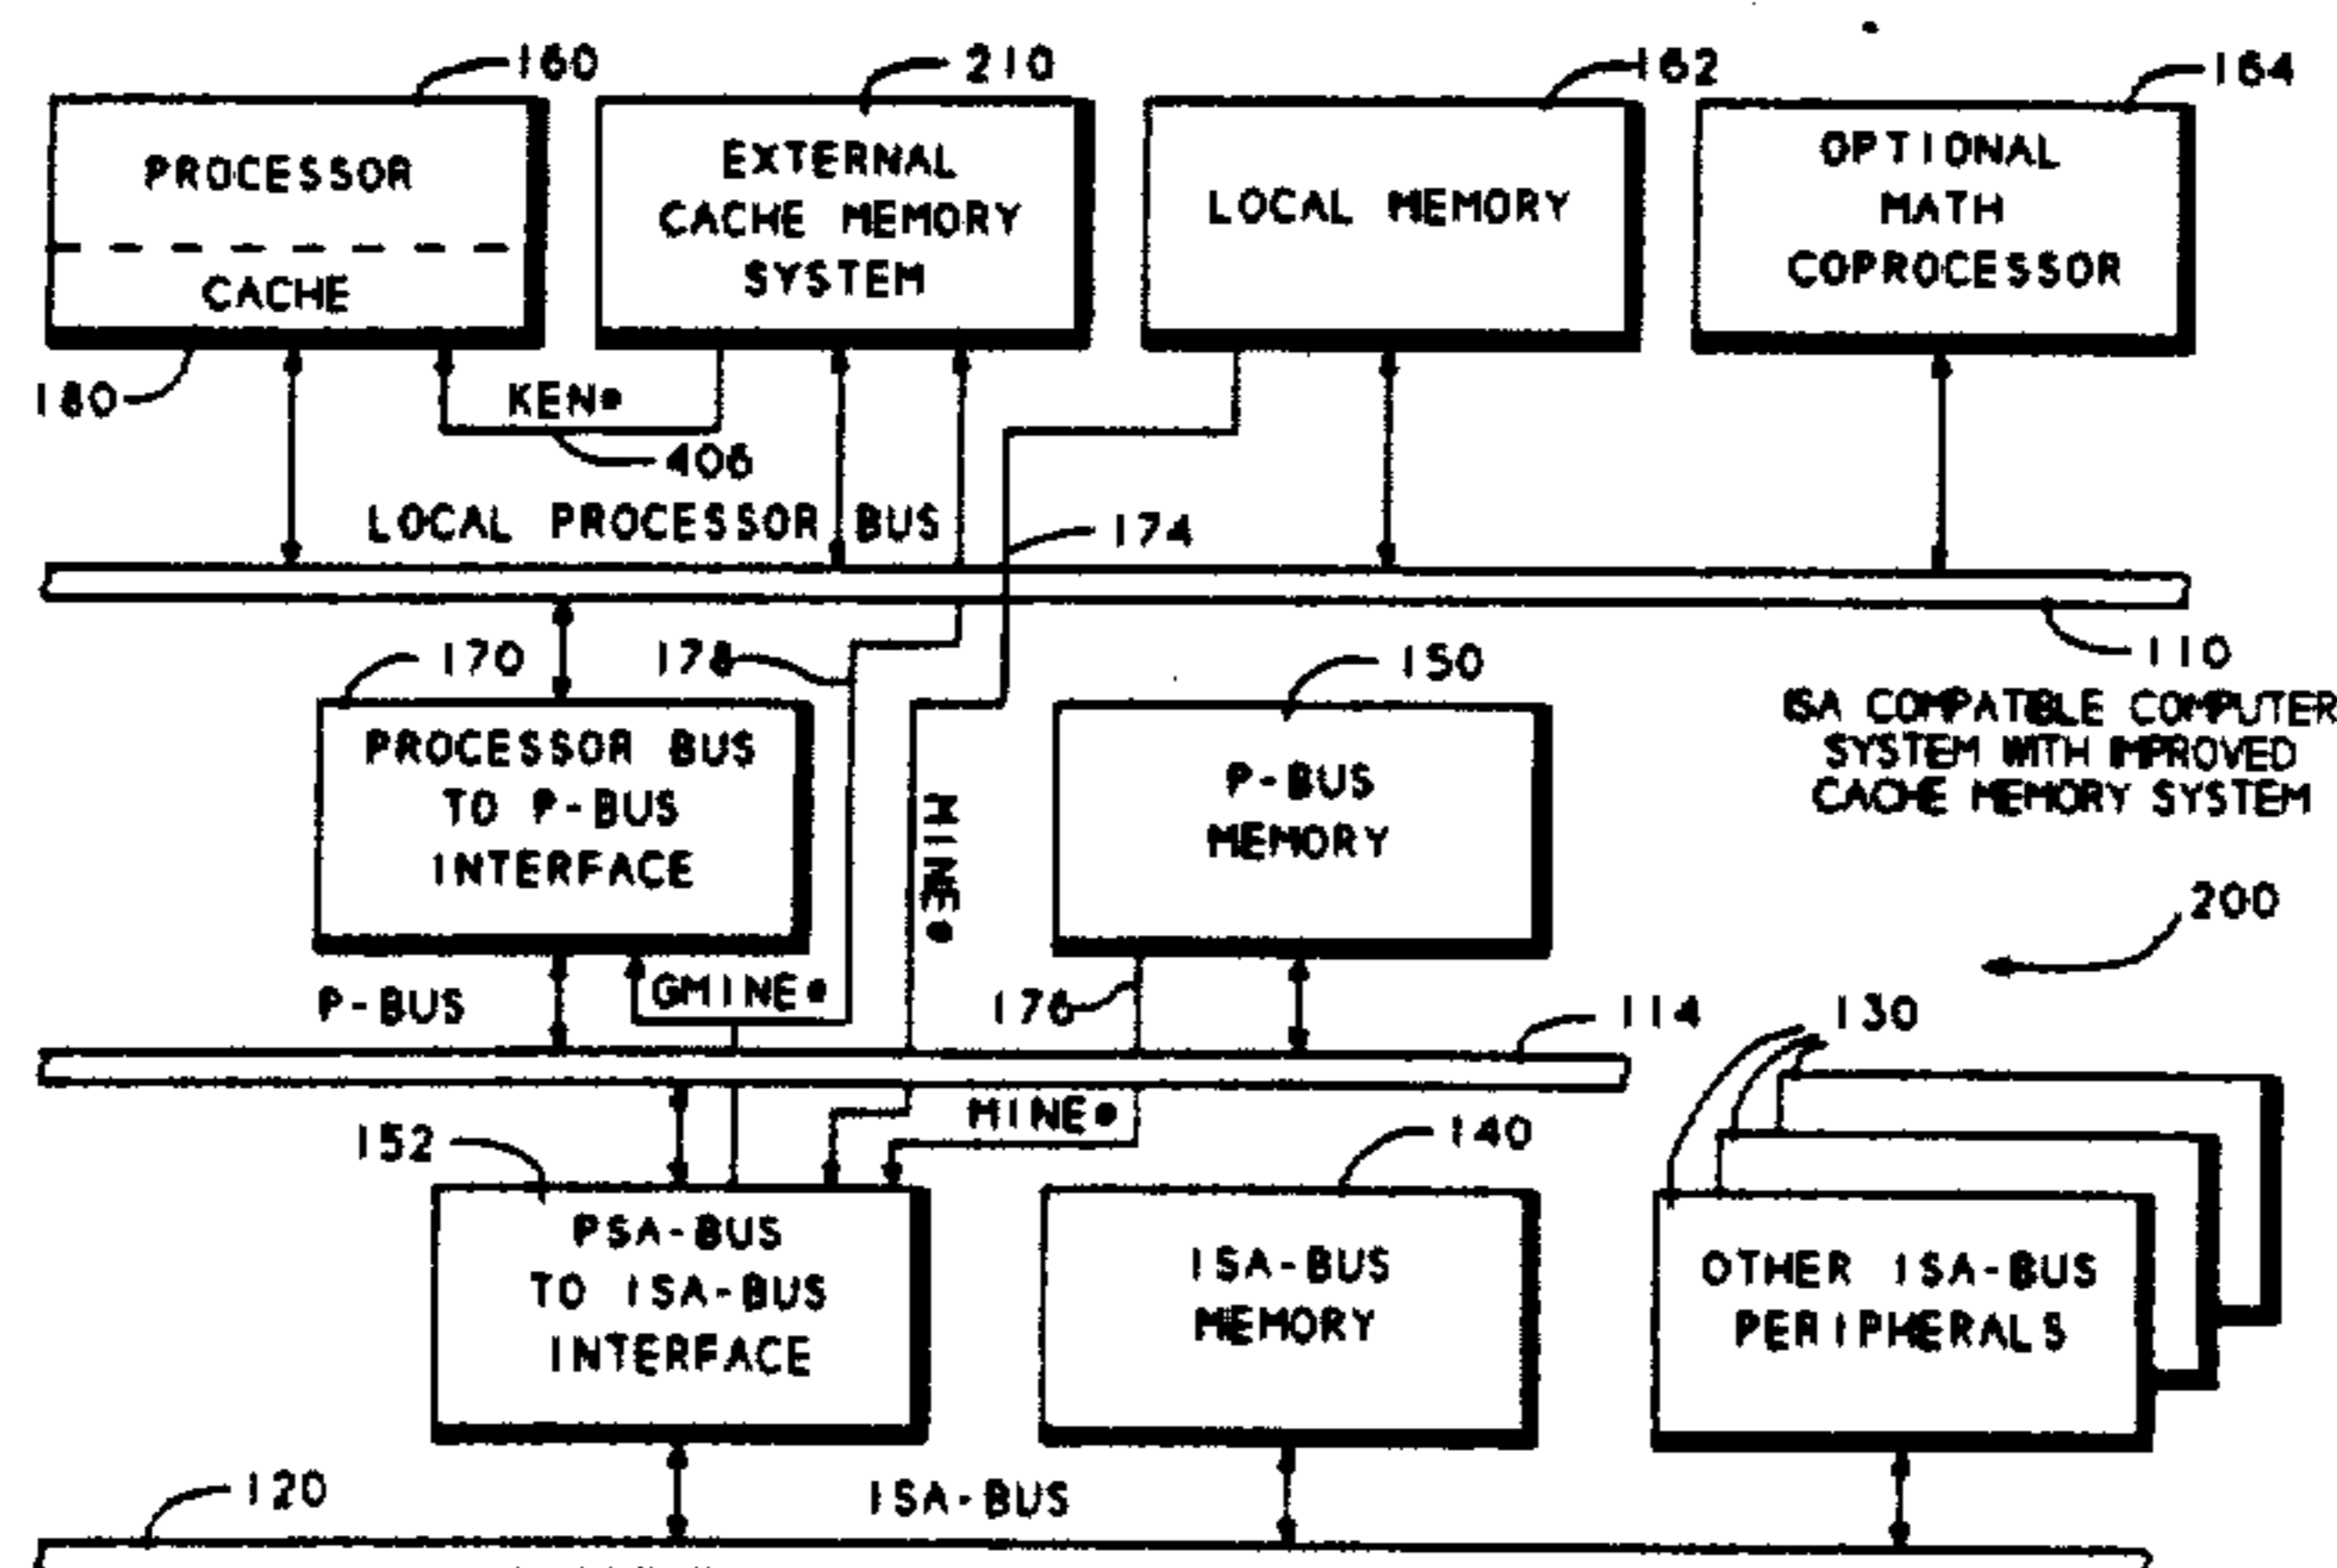 160
210
162
164
PROCESSOR
CACHE
EXTERNAL
CACHE MEMORY
SYSTEM
LOCAL MEMORY
OPTIONAL
MATH
COPROCESSOR
180
KEN●
406
LOCAL PROCESSOR BUS
174
110
170
178
150
ISA COMPATIBLE COMPUTER
SYSTEM WITH IMPROVED
CACHE MEMORY SYSTEM
PROCESSOR BUS
TO P-BUS
INTERFACE
MINE●
P-BUS
MEMORY
200
P-BUS
GMINE●
176
114
130
152
MINE●
140
PSA-BUS
TO ISA-BUS
INTERFACE
ISA-BUS
MEMORY
OTHER ISA-BUS
PERIPHERALS
120
ISA-BUS